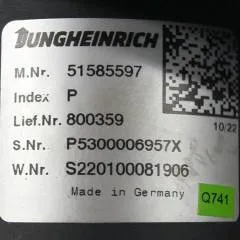 JUNGHEINRICH
M.Nr. 51585597
Index P
Lief.Nr. 800359
10/22
S.Nr. P5300006957X
W.Nr. S220100081906
Made in Germany
Q741